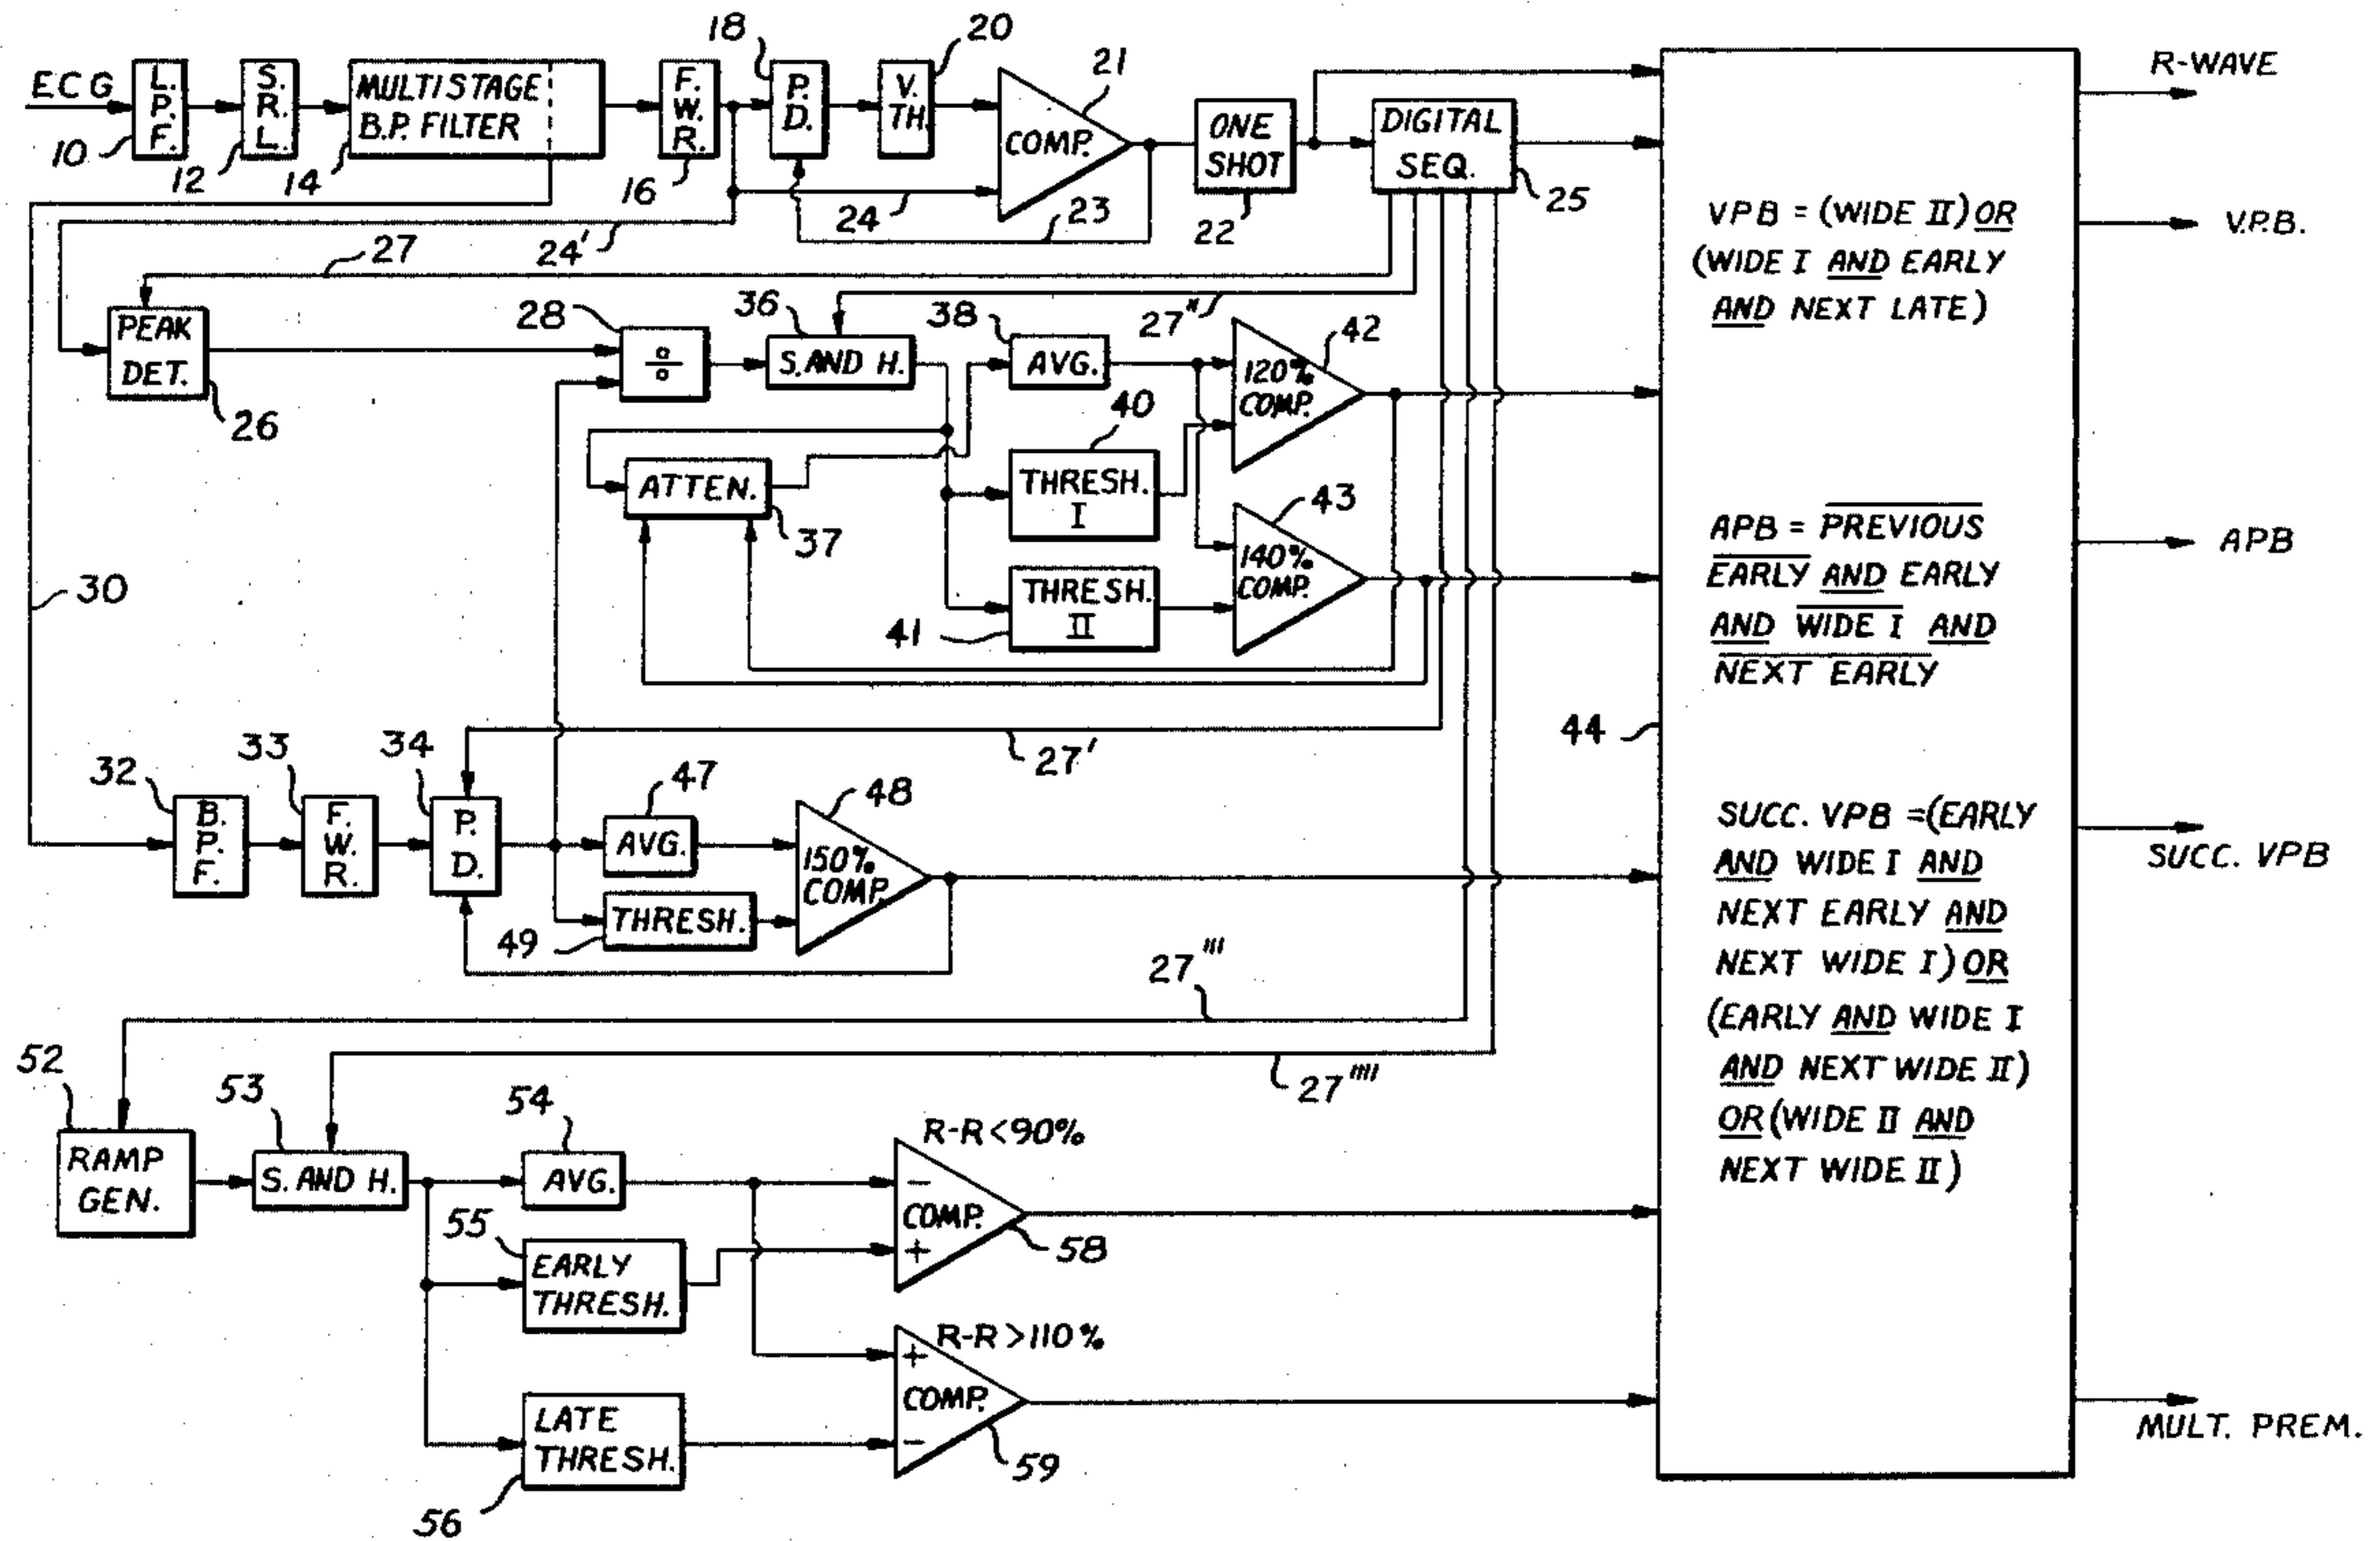 ECG
L.
P.
F.
10
S.
R.
L.
12
MULTISTAGE
B.P. FILTER
14
F.
W.
R.
16
18
P.
D.
20
V.
TH.
21
COMP.
23
24
24'
ONE
SHOT
22
DIGITAL
SEQ.
25
R-WAVE
V.P.B.
APB
SUCC. VPB
MULT. PREM.
27
PEAK
DET.
26
28
÷
36
S. AND H.
27"
38
AVG.
42
120%
COMP.
40
THRESH.
I
ATTEN.
37
43
140%
COMP.
THRESH.
II
41
30
27'
32
B.
P.
F.
33
F.
W.
R.
34
P.
D.
47
AVG.
48
150%
COMP.
THRESH.
49
27'''
27''''
52
RAMP
GEN.
53
S. AND H.
54
AVG.
R-R<90%
-
COMP.
+
58
55
EARLY
THRESH.
R-R>110%
+
COMP.
-
59
LATE
THRESH.
56
44
VPB = (WIDE II) OR
(WIDE I AND EARLY
AND NEXT LATE)
APB = PREVIOUS
EARLY AND EARLY
AND WIDE I AND
NEXT EARLY
SUCC. VPB =(EARLY
AND WIDE I AND
NEXT EARLY AND
NEXT WIDE I) OR
(EARLY AND WIDE I
AND NEXT WIDE II)
OR (WIDE II AND
NEXT WIDE II)